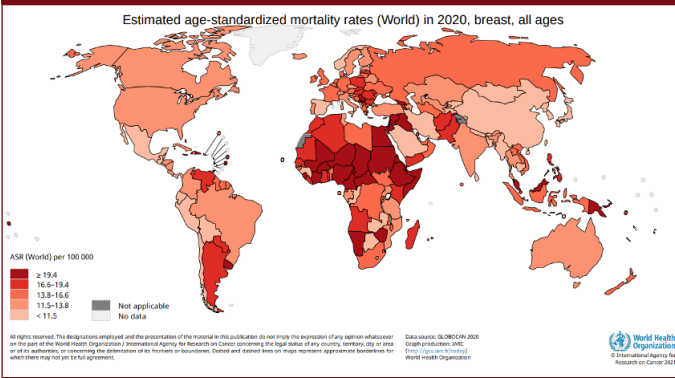 Estimated age-standardized mortality rates (World) in 2020, breast, all ages
ASR (World) per 100 000
≥ 19.4
16.6–19.4
13.8–16.6
11.5–13.8
< 11.5
Not applicable
No data
All rights reserved. The designations employed and the presentation of the material in this publication do not imply the expression of any opinion whatsoever
on the part of the World Health Organization / International Agency for Research on Cancer concerning the legal status of any country, territory, city or area
or of its authorities, or concerning the delimitation of its frontiers or boundaries. Dotted and dashed lines on maps represent approximate borderlines for
which there may not yet be full agreement.
Data source: GLOBOCAN 2020
Graph production: IARC
(http://gco.iarc.fr/today)
World Health Organization
World Health
Organization
© International Agency for
Research on Cancer 2021